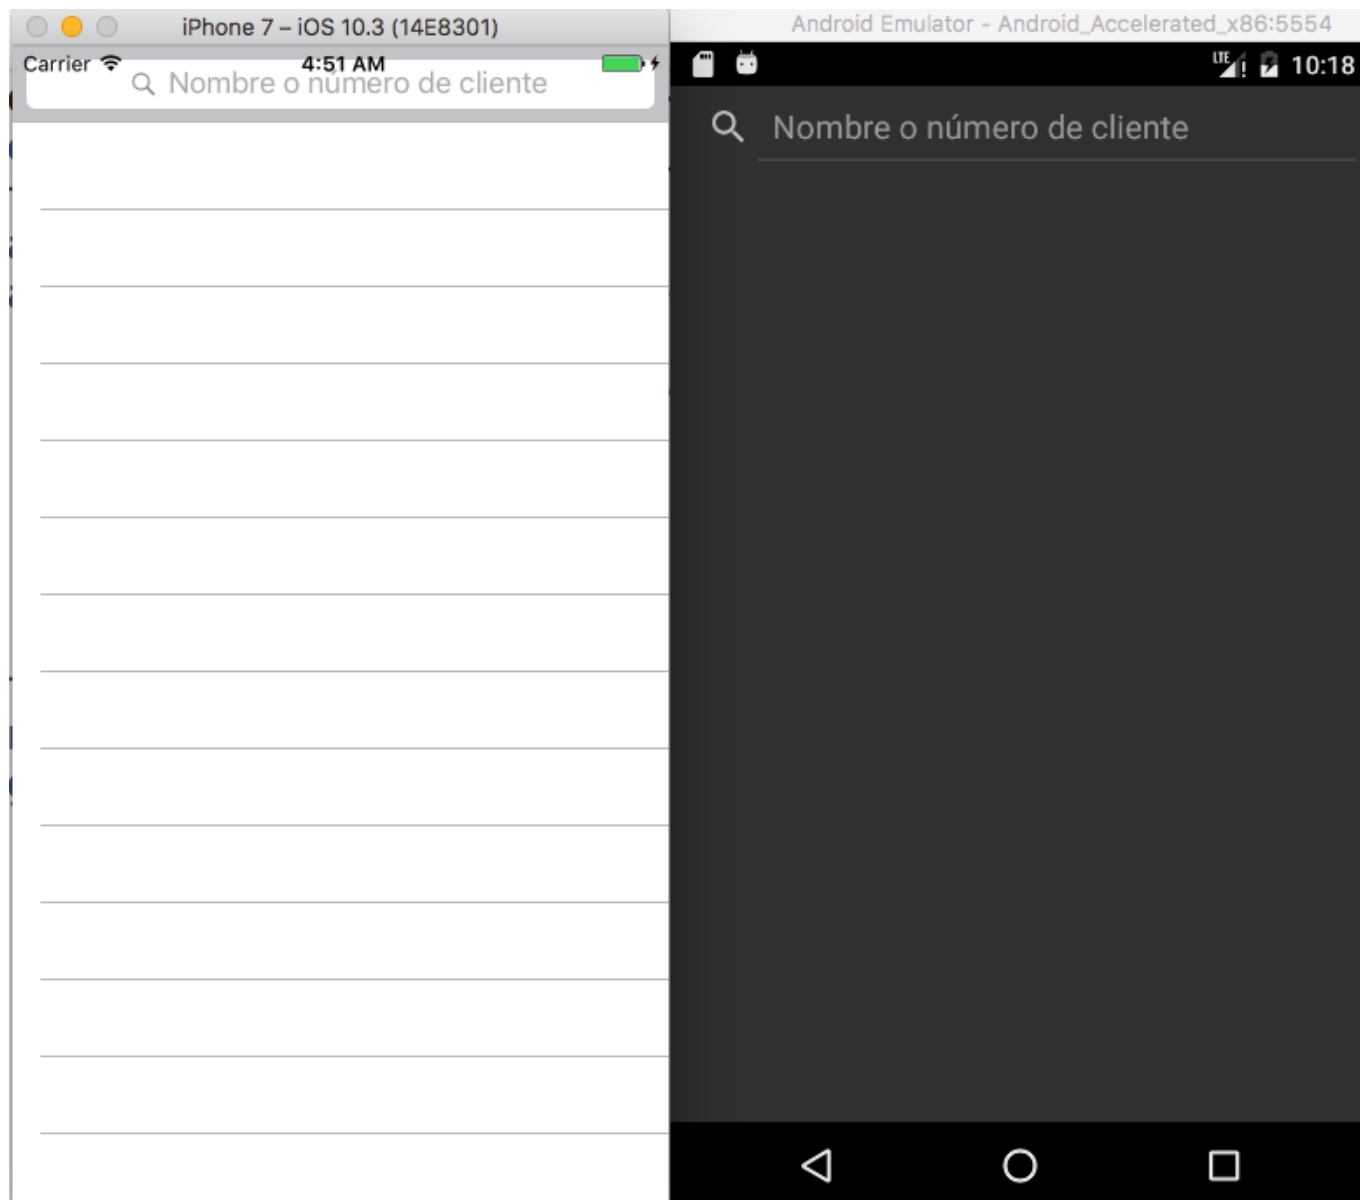 iPhone 7 – iOS 10.3 (14E8301)
Carrier 4:51 AM
Nombre o número de cliente
Android Emulator - Android_Accelerated_x86:5554
LTE ! 10:18
Nombre o número de cliente